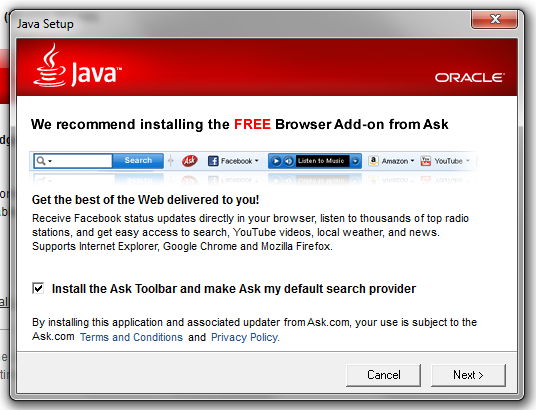 Java Setup
Java™
ORACLE®
We recommend installing the FREE Browser Add-on from Ask
Search Ask Facebook Listen to Music Amazon YouTube
Get the best of the Web delivered to you!
Receive Facebook status updates directly in your browser, listen to thousands of top radio
stations, and get easy access to search, YouTube videos, local weather, and news.
Supports Internet Explorer, Google Chrome and Mozilla Firefox.
Install the Ask Toolbar and make Ask my default search provider
By installing this application and associated updater from Ask.com, your use is subject to the
Ask.com Terms and Conditions and Privacy Policy.
Cancel Next >